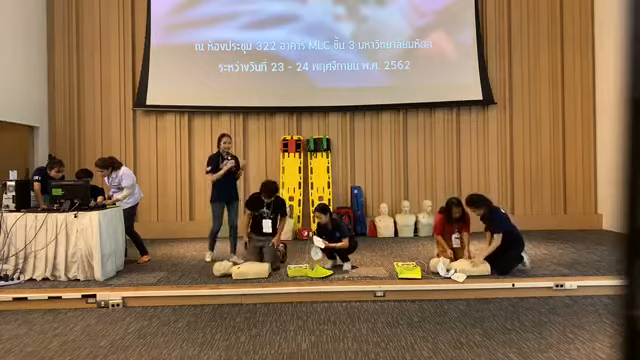 ณ ห้องประชุม 322 อาคาร MLC ชั้น 3 มหาวิทยาลัยมหิดล
ระหว่างวันที่ 23 - 24 พฤศจิกายน พ.ศ. 2562